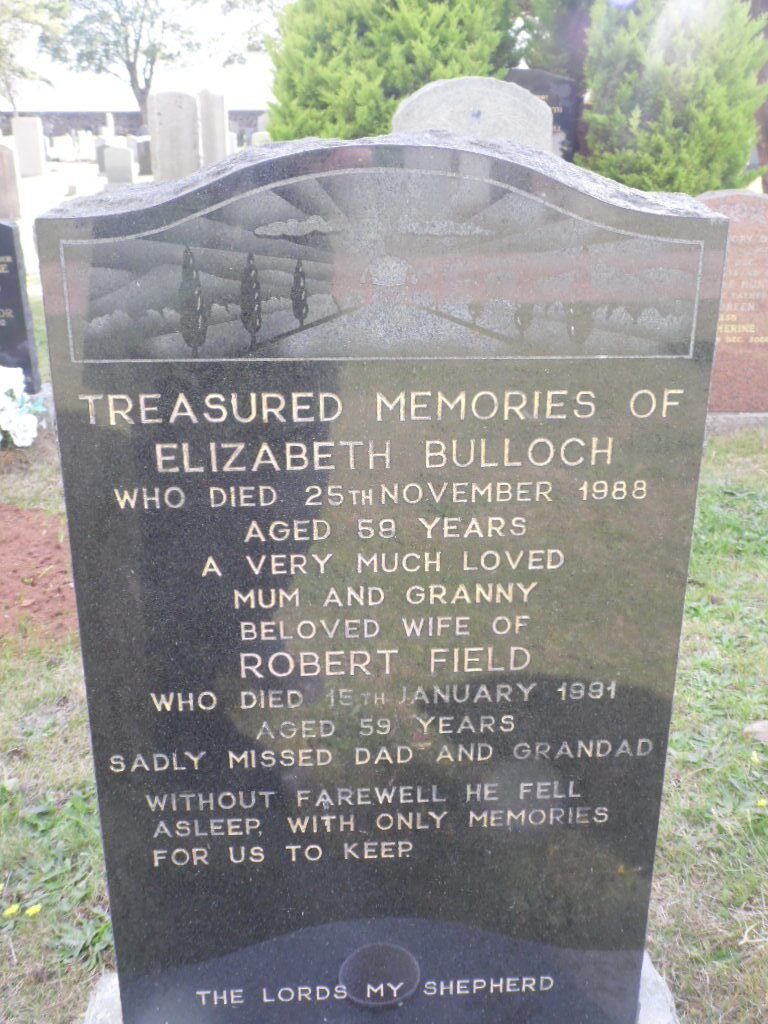 TREASURED MEMORIES OF
ELIZABETH BULLOCH
WHO DIED 25TH NOVEMBER 1988
AGED 59 YEARS
A VERY MUCH LOVED
MUM AND GRANNY
BELOVED WIFE OF
ROBERT FIELD
WHO DIED 15TH JANUARY 1991
AGED 59 YEARS
SADLY MISSED DAD AND GRANDAD
WITHOUT FAREWELL HE FELL
ASLEEP, WITH ONLY MEMORIES
FOR US TO KEEP.
THE LORDS MY SHEPHERD